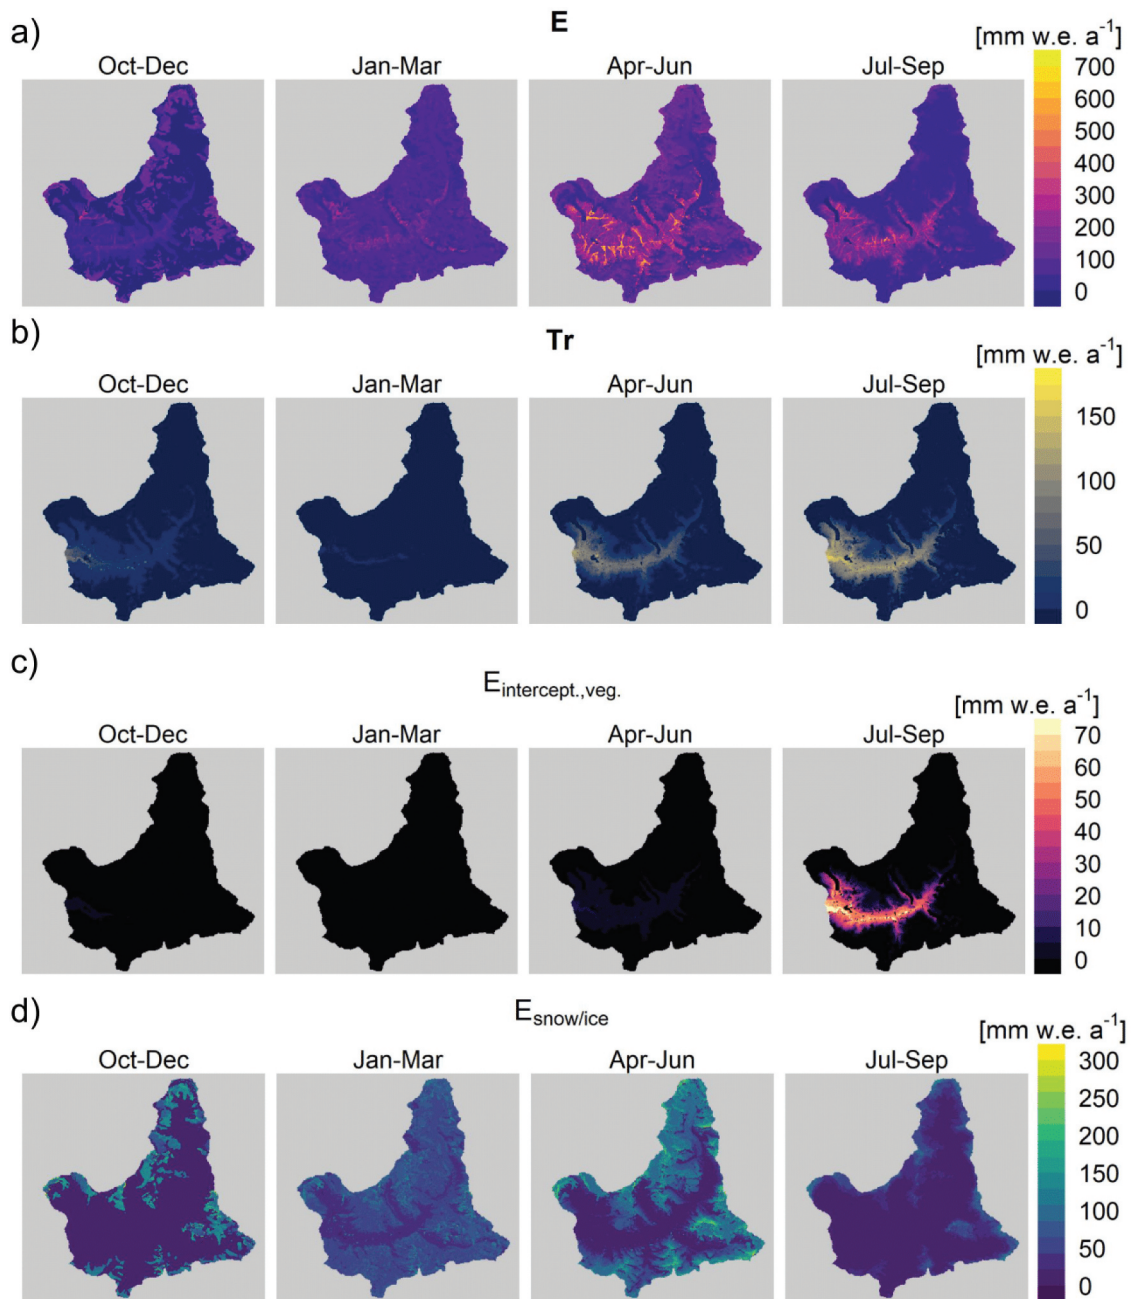 a)
E
[mm w.e. a⁻¹]
Oct-Dec Jan-Mar Apr-Jun Jul-Sep
700
600
500
400
300
200
100
0
b)
Tr
[mm w.e. a⁻¹]
Oct-Dec Jan-Mar Apr-Jun Jul-Sep
150
100
50
0
c)
E_intercept.,veg.
[mm w.e. a⁻¹]
Oct-Dec Jan-Mar Apr-Jun Jul-Sep
70
60
50
40
30
20
10
0
d)
E_snow/ice
[mm w.e. a⁻¹]
Oct-Dec Jan-Mar Apr-Jun Jul-Sep
300
250
200
150
100
50
0